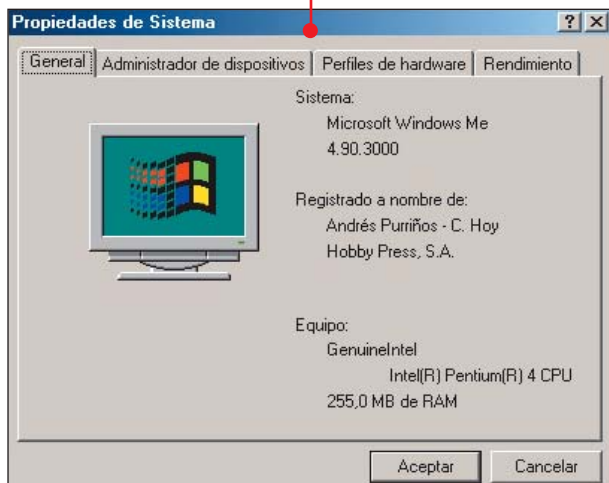 Propiedades de Sistema
General
Administrador de dispositivos
Perfiles de hardware
Rendimiento
Sistema:
Microsoft Windows Me
4.90.3000
Registrado a nombre de:
Andrés Purriños - C. Hoy
Hobby Press, S.A.
Equipo:
GenuineIntel
Intel(R) Pentium(R) 4 CPU
255,0 MB de RAM
Aceptar
Cancelar